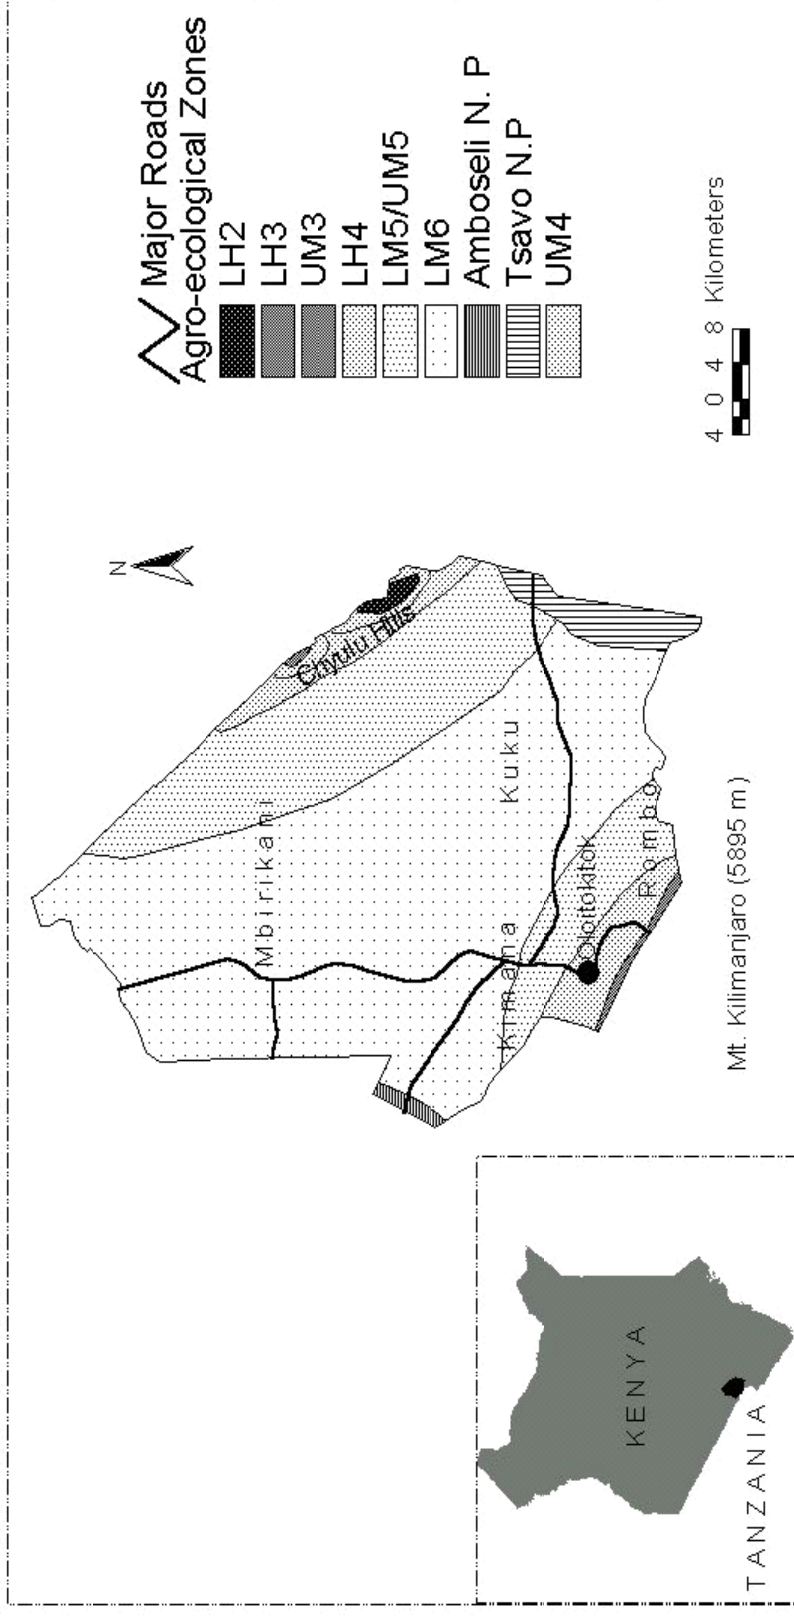 N
Major Roads
Agro-ecological Zones
LH2
LH3
UM3
LH4
LM5/UM5
LM6
Amboseli N. P
Tsavo N.P
UM4
4 0 4 8 Kilometers
Mbirikani
Chyulu Hills
Kuku
Kimana
Oloitokitok
Rombo
Mt. Kilimanjaro (5895 m)
KENYA
TANZANIA